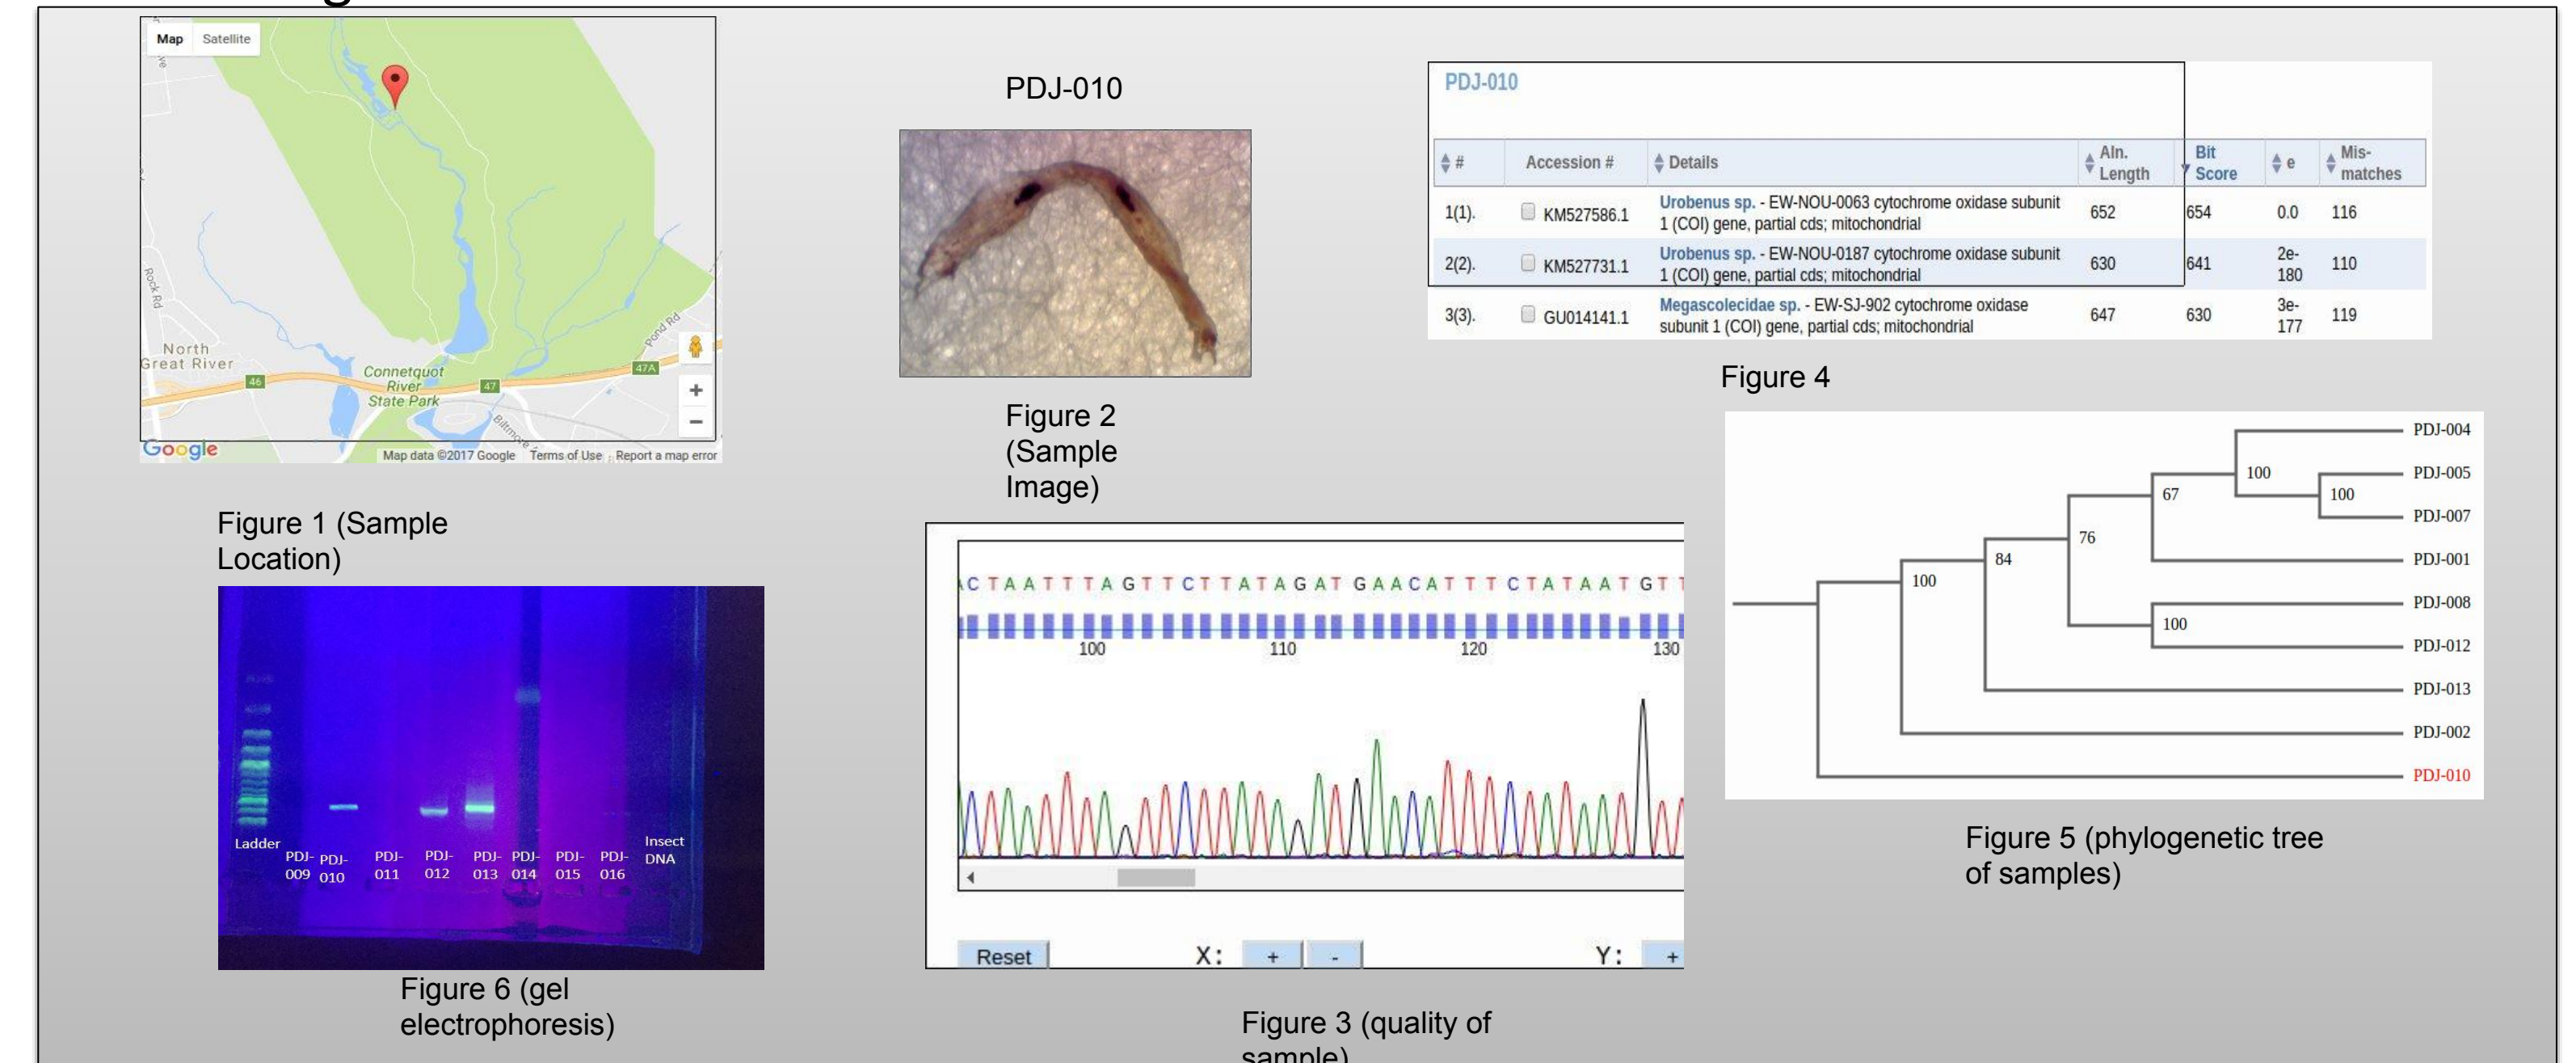 Map Satellite
Rock Rd
Pond Rd
North
Great River
46
47
47A
Connetquot
River
State Park
+
−
Google
Map data ©2017 Google Terms of Use Report a map error
Figure 1 (Sample
Location)
PDJ-010
Figure 2
(Sample
Image)
PDJ-010
# Accession # Details Aln. Length Bit Score e Mis-matches
1(1). KM527586.1 Urobenus sp. - EW-NOU-0063 cytochrome oxidase subunit 652 654 0.0 116
1 (COI) gene, partial cds; mitochondrial
2(2). KM527731.1 Urobenus sp. - EW-NOU-0187 cytochrome oxidase subunit 630 641 2e-180 110
1 (COI) gene, partial cds; mitochondrial
3(3). GU014141.1 Megascolecidae sp. - EW-SJ-902 cytochrome oxidase 647 630 3e-177 119
subunit 1 (COI) gene, partial cds; mitochondrial
Figure 4
PDJ-004
PDJ-005
PDJ-007
PDJ-001
PDJ-008
PDJ-012
PDJ-013
PDJ-002
PDJ-010
100
100
67
76
84
100
100
Figure 5 (phylogenetic tree
of samples)
Ladder
PDJ-009
PDJ-010
PDJ-011
PDJ-012
PDJ-013
PDJ-014
PDJ-015
PDJ-016
Insect
DNA
Figure 6 (gel
electrophoresis)
A C T A A T T T A G T T C T T A T A G A T G A A C A T T T C T A T A A T G T T
100 110 120 130
Reset X: + - Y: +
Figure 3 (quality of
sample)